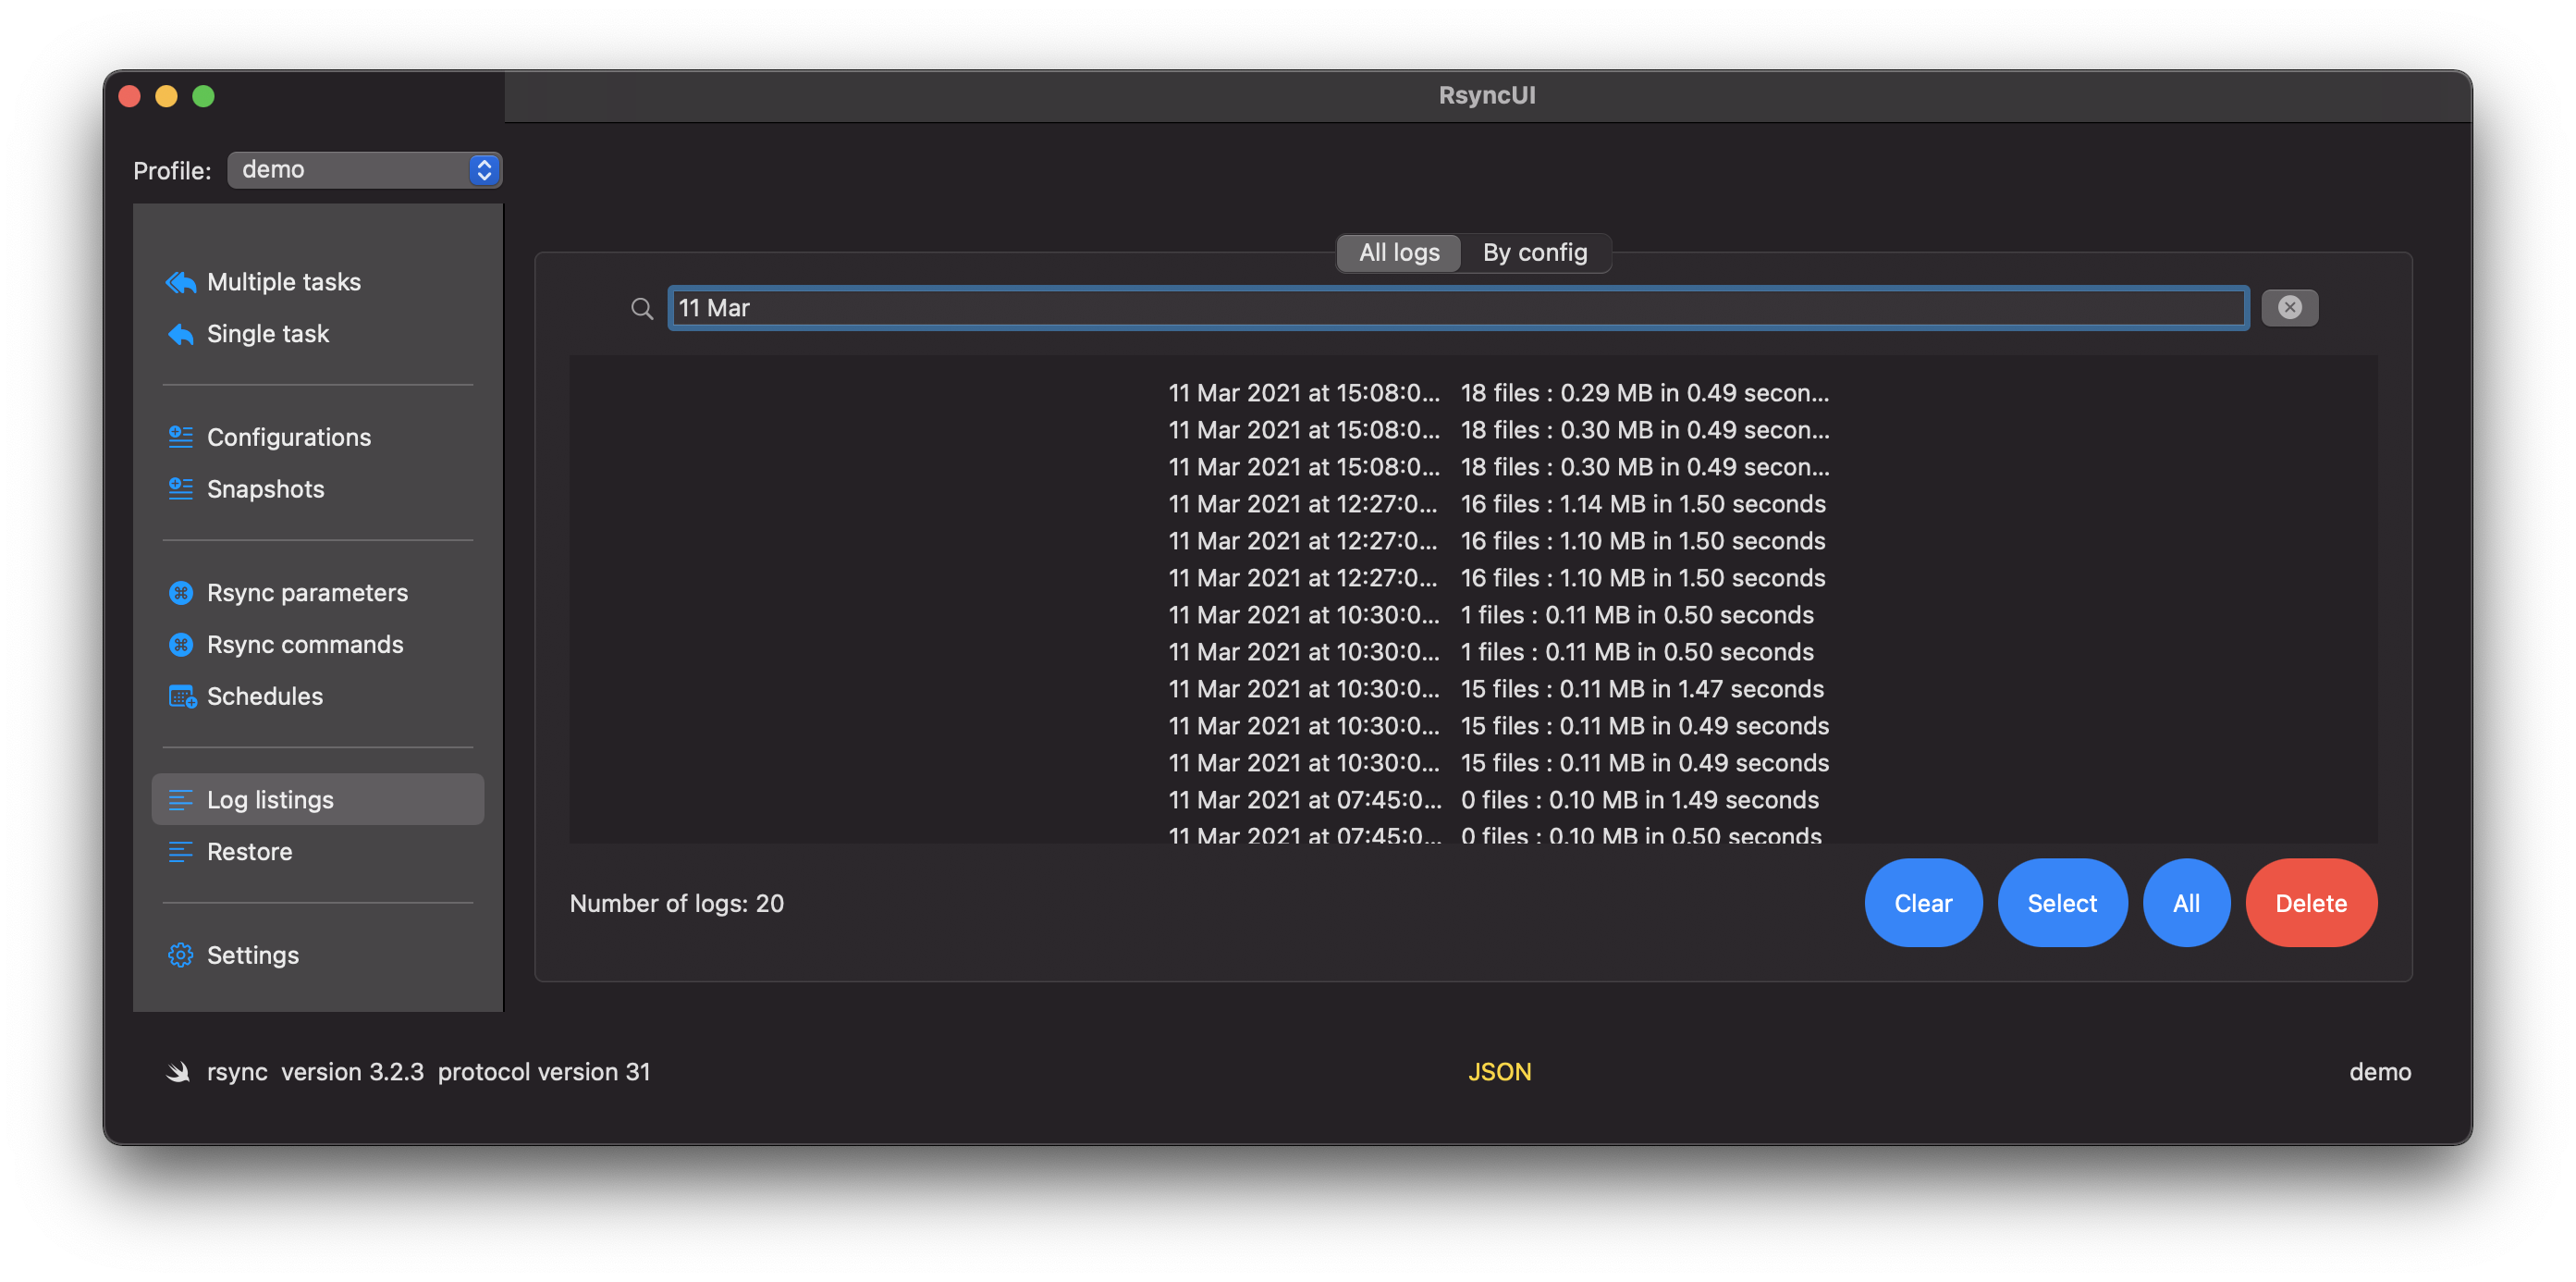 RsyncUI
Profile: demo
Multiple tasks
Single task
Configurations
Snapshots
Rsync parameters
Rsync commands
Schedules
Log listings
Restore
Settings
All logs By config
11 Mar
11 Mar 2021 at 15:08:0... 18 files : 0.29 MB in 0.49 secon...
11 Mar 2021 at 15:08:0... 18 files : 0.30 MB in 0.49 secon...
11 Mar 2021 at 15:08:0... 18 files : 0.30 MB in 0.49 secon...
11 Mar 2021 at 12:27:0... 16 files : 1.14 MB in 1.50 seconds
11 Mar 2021 at 12:27:0... 16 files : 1.10 MB in 1.50 seconds
11 Mar 2021 at 12:27:0... 16 files : 1.10 MB in 1.50 seconds
11 Mar 2021 at 10:30:0... 1 files : 0.11 MB in 0.50 seconds
11 Mar 2021 at 10:30:0... 1 files : 0.11 MB in 0.50 seconds
11 Mar 2021 at 10:30:0... 15 files : 0.11 MB in 1.47 seconds
11 Mar 2021 at 10:30:0... 15 files : 0.11 MB in 0.49 seconds
11 Mar 2021 at 10:30:0... 15 files : 0.11 MB in 0.49 seconds
11 Mar 2021 at 07:45:0... 0 files : 0.10 MB in 1.49 seconds
11 Mar 2021 at 07:45:0... 0 files : 0.10 MB in 0.50 seconds
Number of logs: 20
Clear Select All Delete
rsync version 3.2.3 protocol version 31
JSON
demo